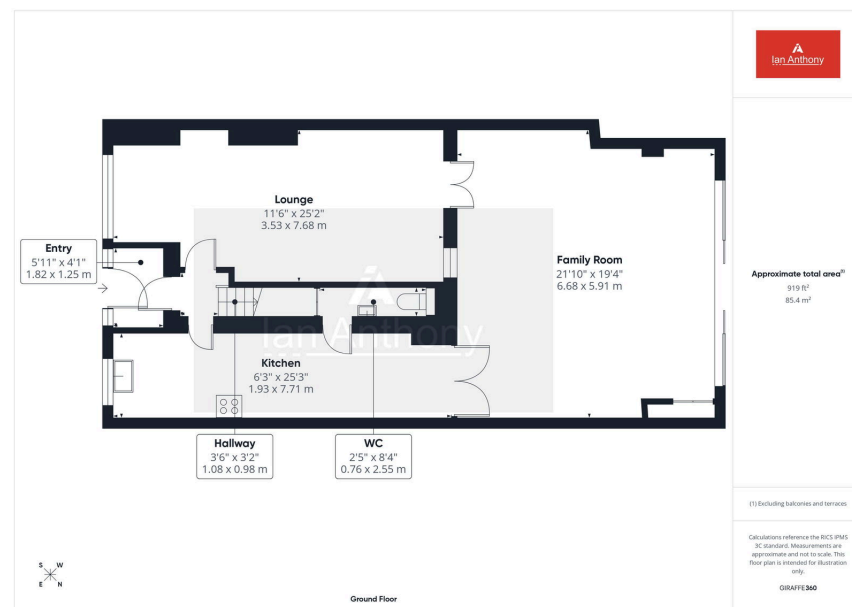 Ian Anthony
Entry
5'11" x 4'1"
1.82 x 1.25 m
Lounge
11'6" x 25'2"
3.53 x 7.68 m
Family Room
21'10" x 19'4"
6.68 x 5.91 m
Ian Anthony
Kitchen
6'3" x 25'3"
1.93 x 7.71 m
Hallway
3'6" x 3'2"
1.08 x 0.98 m
WC
2'5" x 8'4"
0.76 x 2.55 m
Approximate total area(1)
919 ft²
85.4 m²
(1) Excluding balconies and terraces
Calculations reference the RICS IPMS
3C standard. Measurements are
approximate and not to scale. This
floor plan is intended for illustration
only.
GIRAFFE360
S W
E N
Ground Floor